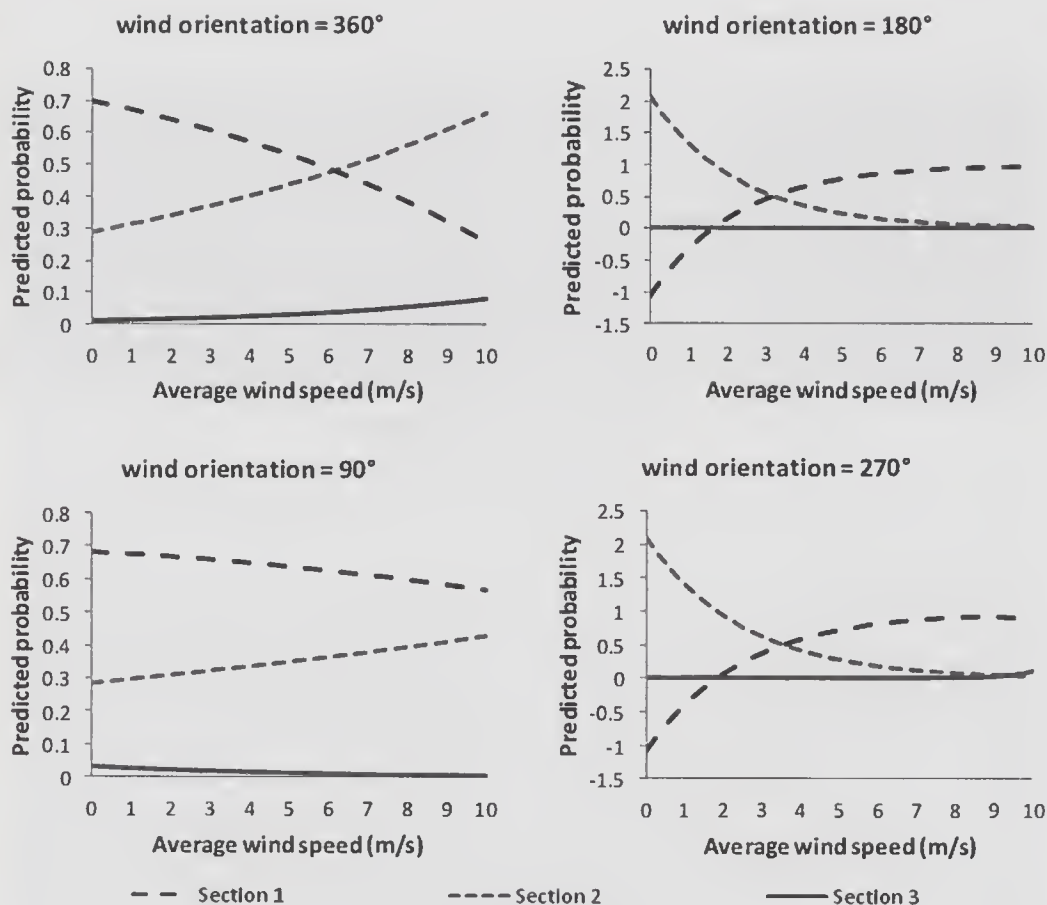 wind orientation = 360°
Predicted probability
0.8
0.7
0.6
0.5
0.4
0.3
0.2
0.1
0
0 1 2 3 4 5 6 7 8 9 10
Average wind speed (m/s)
wind orientation = 180°
Predicted probability
2.5
2
1.5
1
0.5
0
-0.5
-1
-1.5
0 1 2 3 4 5 6 7 8 9 10
Average wind speed (m/s)
wind orientation = 90°
Predicted probability
0.8
0.7
0.6
0.5
0.4
0.3
0.2
0.1
0
0 1 2 3 4 5 6 7 8 9 10
Average wind speed (m/s)
wind orientation = 270°
Predicted probability
2.5
2
1.5
1
0.5
0
-0.5
-1
-1.5
0 1 2 3 4 5 6 7 8 9 10
Average wind speed (m/s)
Section 1 Section 2 Section 3